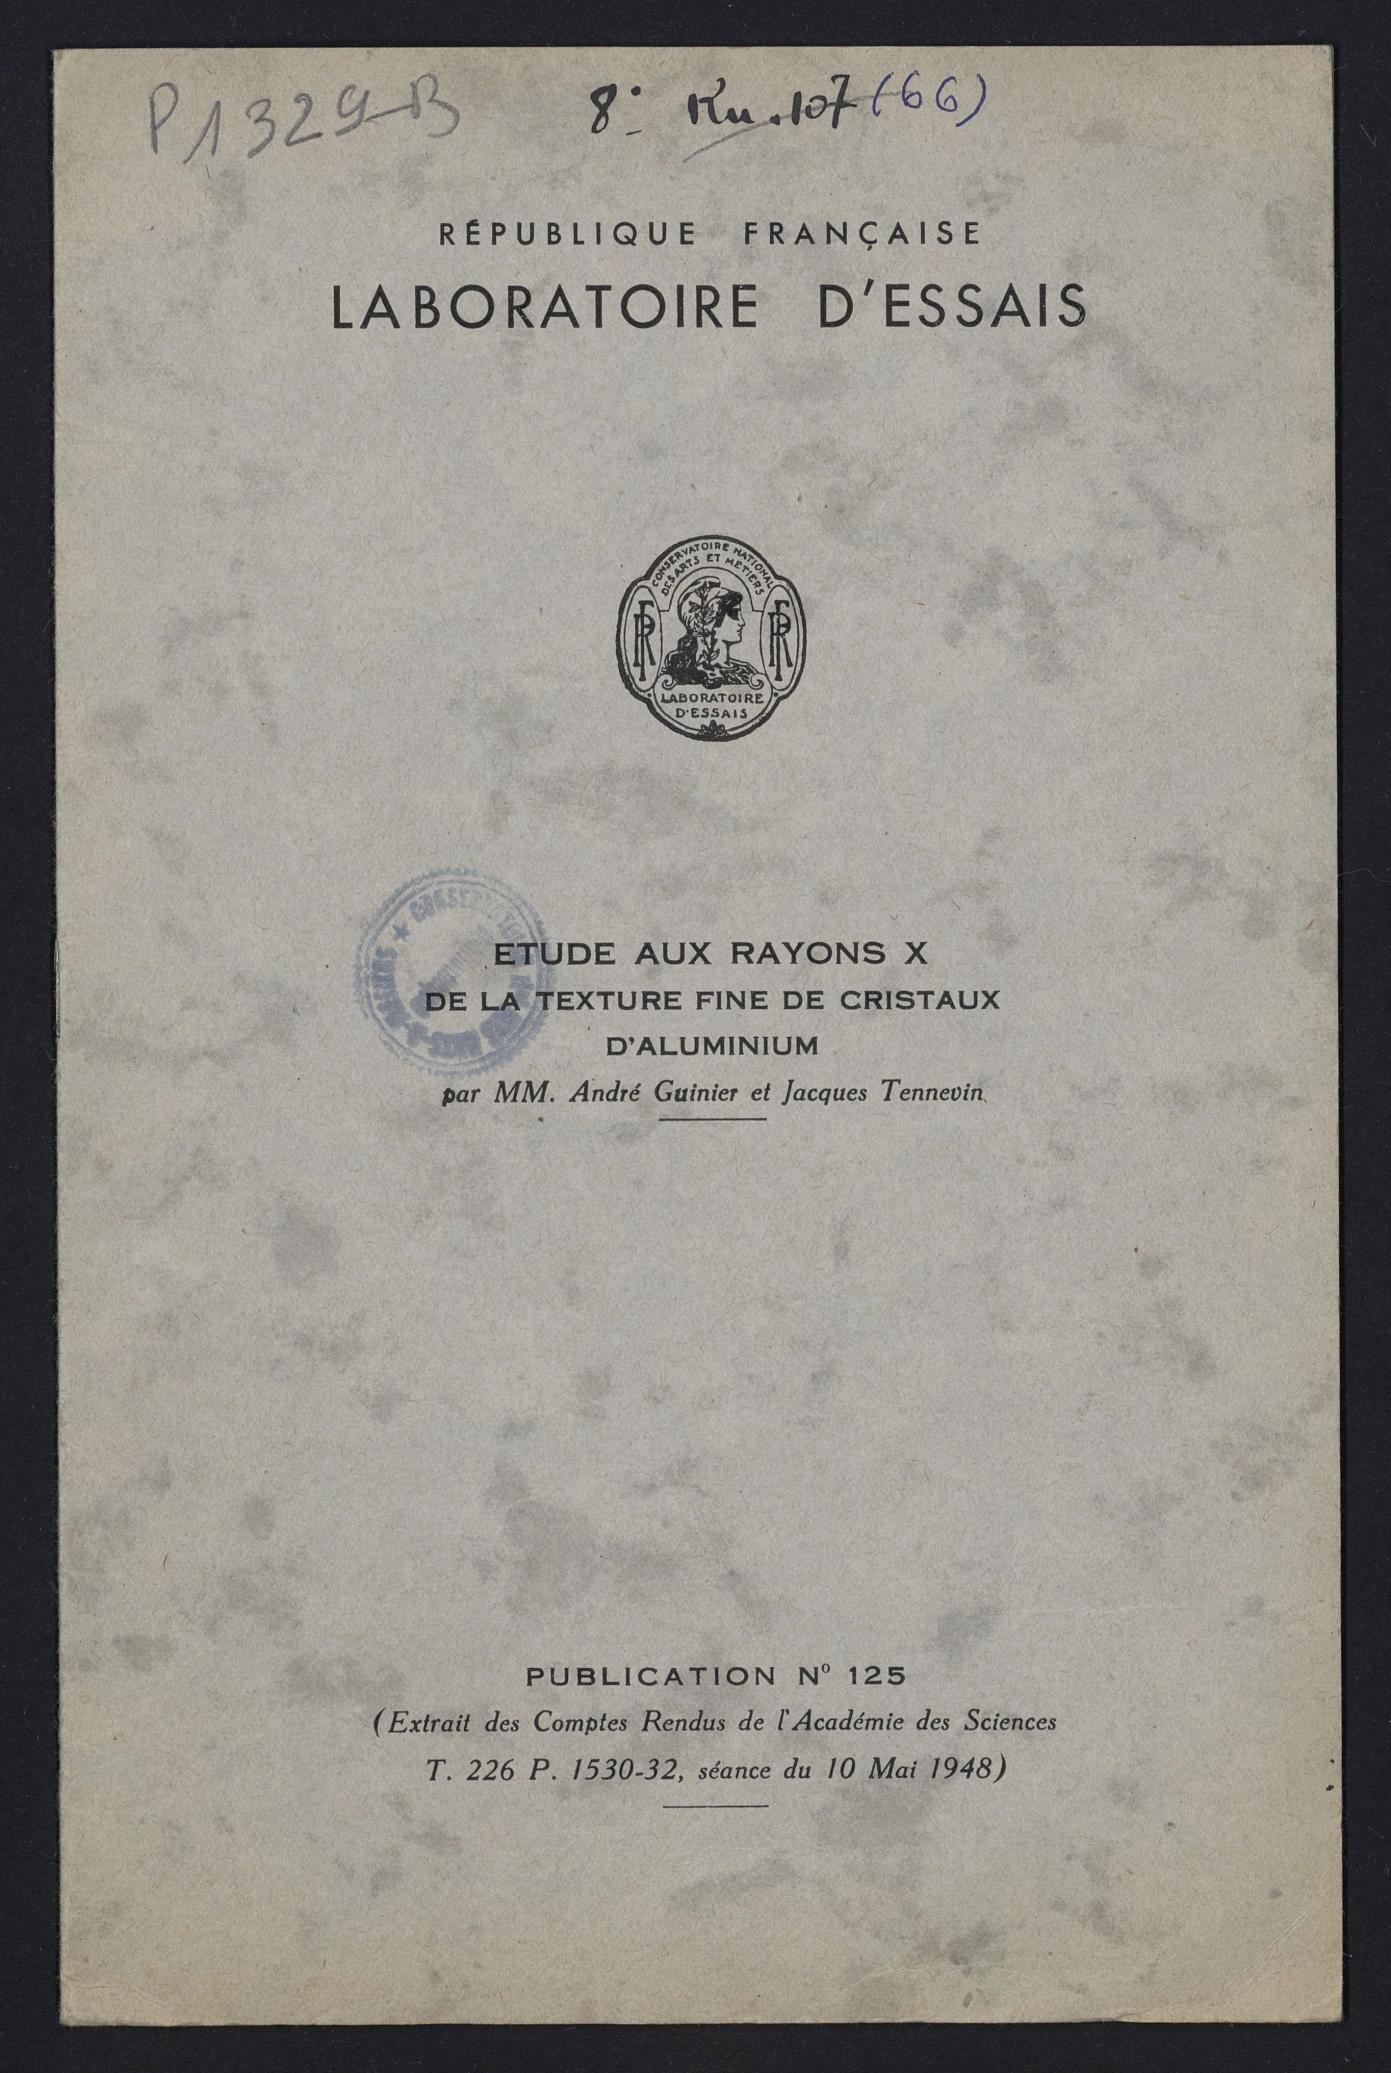 P1329-B
8° Ku. 107 (66)
RÉPUBLIQUE FRANÇAISE
LABORATOIRE D'ESSAIS
CONSERVATOIRE NATIONAL
DES ARTS ET METIERS
RF RF
LABORATOIRE
D'ESSAIS
ETUDE AUX RAYONS X
DE LA TEXTURE FINE DE CRISTAUX
D'ALUMINIUM
par MM. André Guinier et Jacques Tennevin
PUBLICATION Nº 125
(Extrait des Comptes Rendus de l'Académie des Sciences
T. 226 P. 1530-32, séance du 10 Mai 1948)